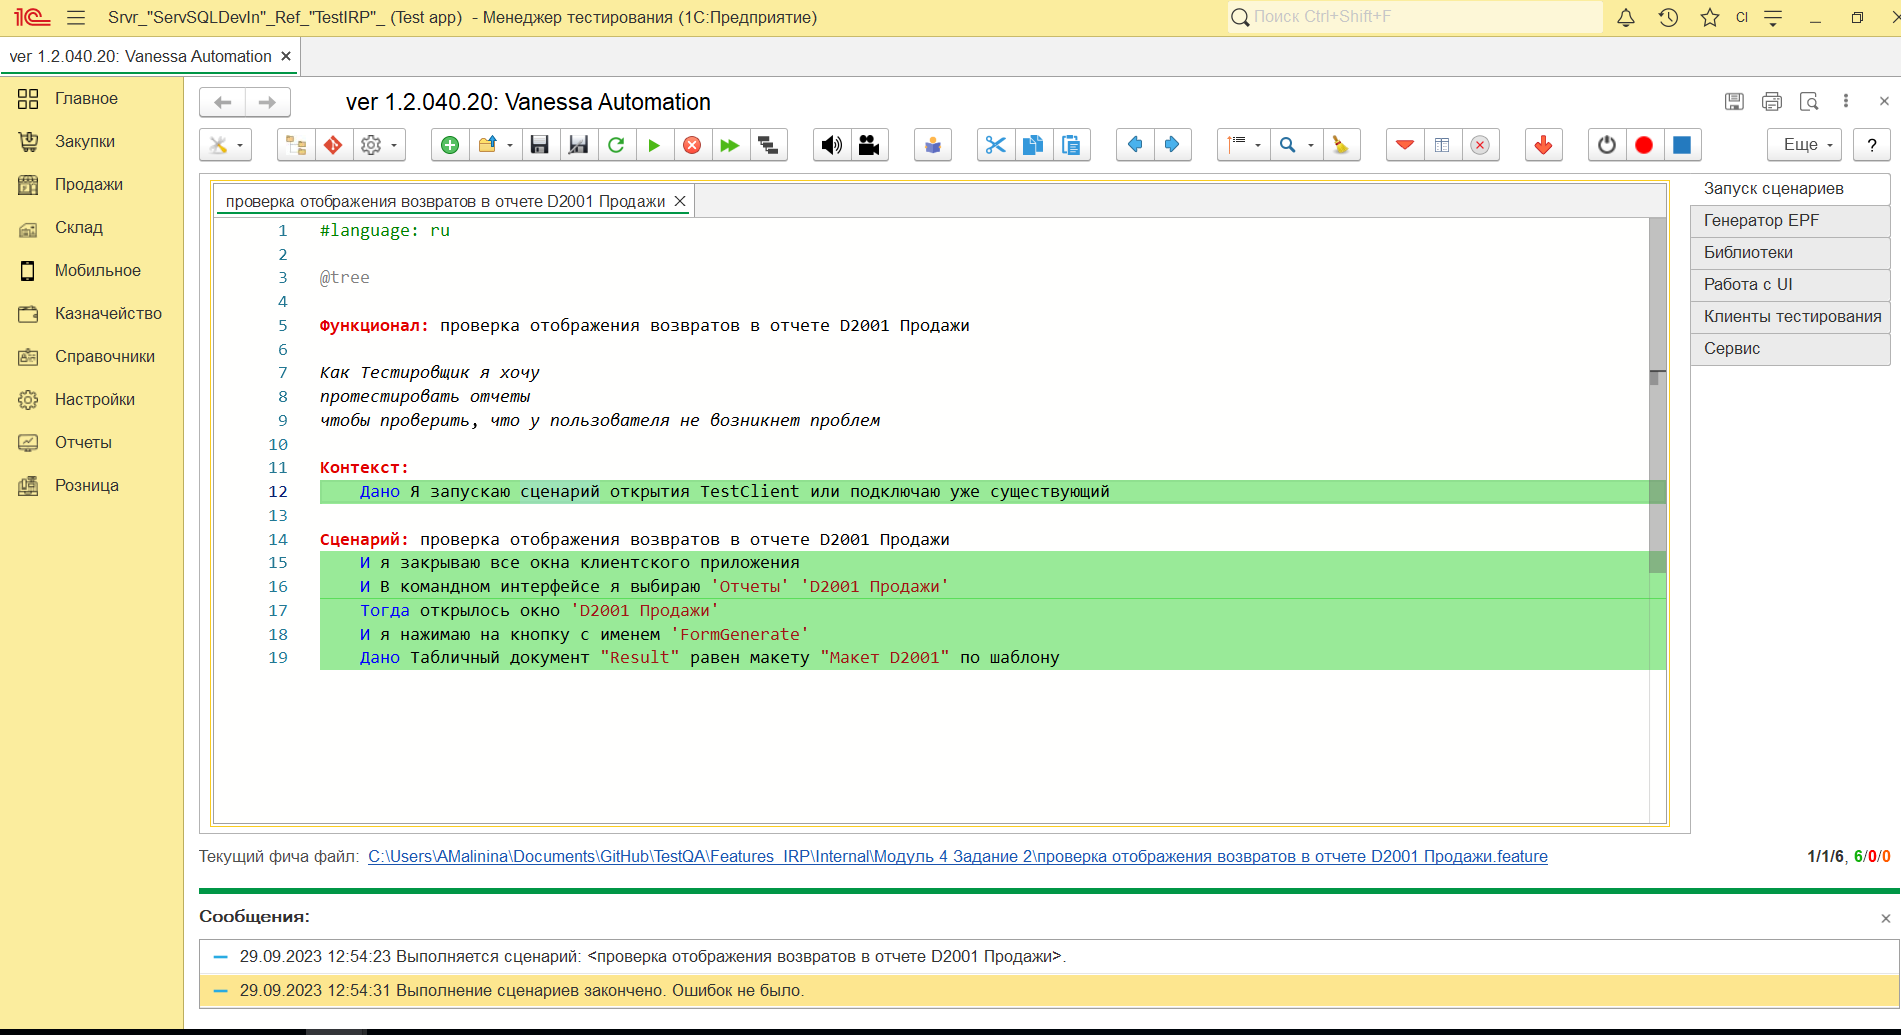 1С Srvr_"ServSQLDevIn"_Ref_"TestIRP"_ (Test app) - Менеджер тестирования (1С:Предприятие) Поиск Ctrl+Shift+F CI
ver 1.2.040.20: Vanessa Automation
Главное
Закупки
Продажи
Склад
Мобильное
Казначейство
Справочники
Настройки
Отчеты
Розница
ver 1.2.040.20: Vanessa Automation
Еще ?
проверка отображения возвратов в отчете D2001 Продажи
1 #language: ru
2
3 @tree
4
5 Функционал: проверка отображения возвратов в отчете D2001 Продажи
6
7 Как Тестировщик я хочу
8 протестировать отчеты
9 чтобы проверить, что у пользователя не возникнет проблем
10
11 Контекст:
12 Дано Я запускаю сценарий открытия TestClient или подключаю уже существующий
13
14 Сценарий: проверка отображения возвратов в отчете D2001 Продажи
15 И я закрываю все окна клиентского приложения
16 И В командном интерфейсе я выбираю 'Отчеты' 'D2001 Продажи'
17 Тогда открылось окно 'D2001 Продажи'
18 И я нажимаю на кнопку с именем 'FormGenerate'
19 Дано Табличный документ "Result" равен макету "Макет D2001" по шаблону
Запуск сценариев
Генератор EPF
Библиотеки
Работа с UI
Клиенты тестирования
Сервис
Текущий фича файл: C:\Users\AMalinina\Documents\GitHub\TestQA\Features_IRP\Internal\Модуль 4 Задание 2\проверка отображения возвратов в отчете D2001 Продажи.feature 1/1/6, 6/0/0
Сообщения:
29.09.2023 12:54:23 Выполняется сценарий: <проверка отображения возвратов в отчете D2001 Продажи>.
29.09.2023 12:54:31 Выполнение сценариев закончено. Ошибок не было.